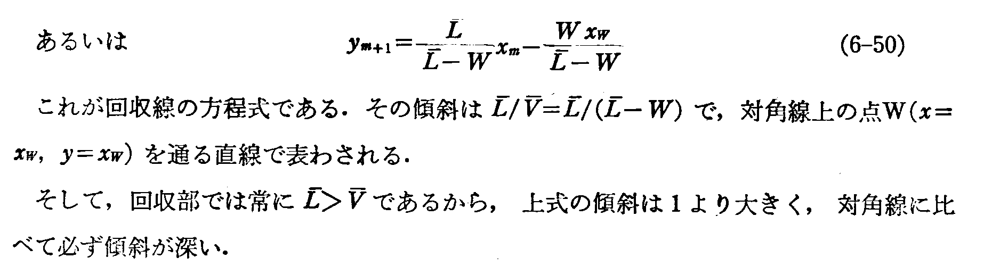 あるいは $y_{m+1}=\frac{\bar{L}}{\bar{L}-W}x_m-\frac{W x_W}{\bar{L}-W}$ (6–50)
これが回収線の方程式である．その傾斜は $\bar{L}/\bar{V}=\bar{L}/(\bar{L}-W)$ で，対角線上の点W($x=$
$x_W$，$y=x_W$) を通る直線で表わされる．
そして，回収部では常に $\bar{L}>\bar{V}$ であるから，上式の傾斜は1より大きく，対角線に比
べて必ず傾斜が深い．